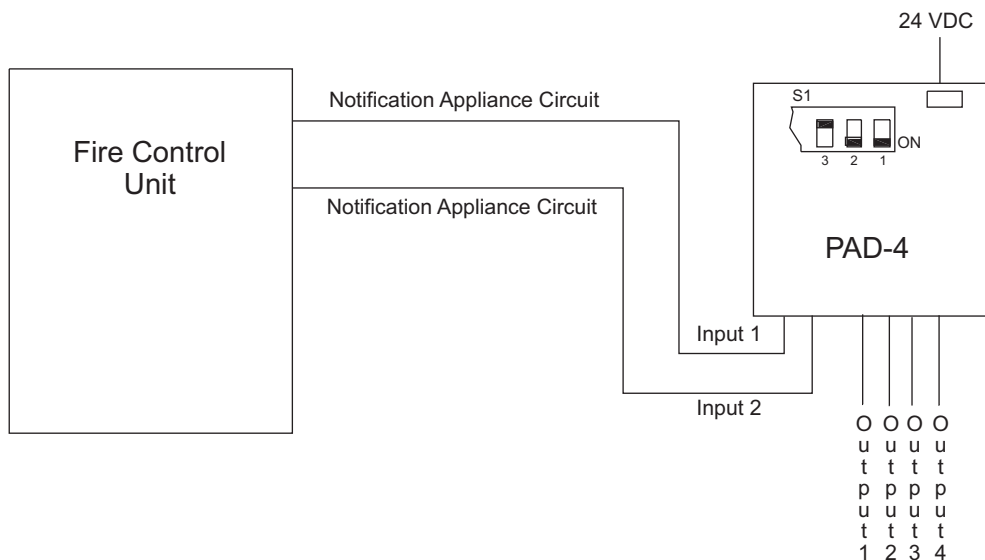 24 VDC
S1
ON
3 2 1
PAD-4
Fire Control
Unit
Notification Appliance Circuit
Notification Appliance Circuit
Input 1
Input 2
Output 1
Output 2
Output 3
Output 4